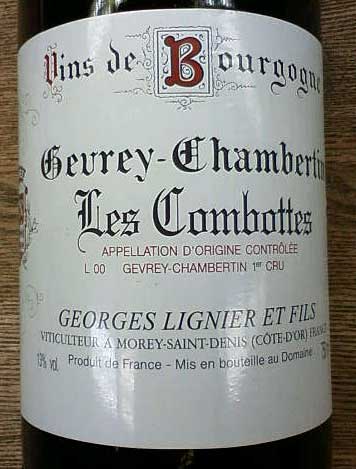 Vins de Bourgogne
Gevrey-Chambertin
Les Combottes
APPELLATION D'ORIGINE CONTRÔLÉE
L 00 GEVREY-CHAMBERTIN 1er CRU
GEORGES LIGNIER ET FILS
VITICULTEUR A MOREY-SAINT-DENIS (CÔTE-D'OR) FRANCE
13% vol. Produit de France - Mis en bouteille au Domaine